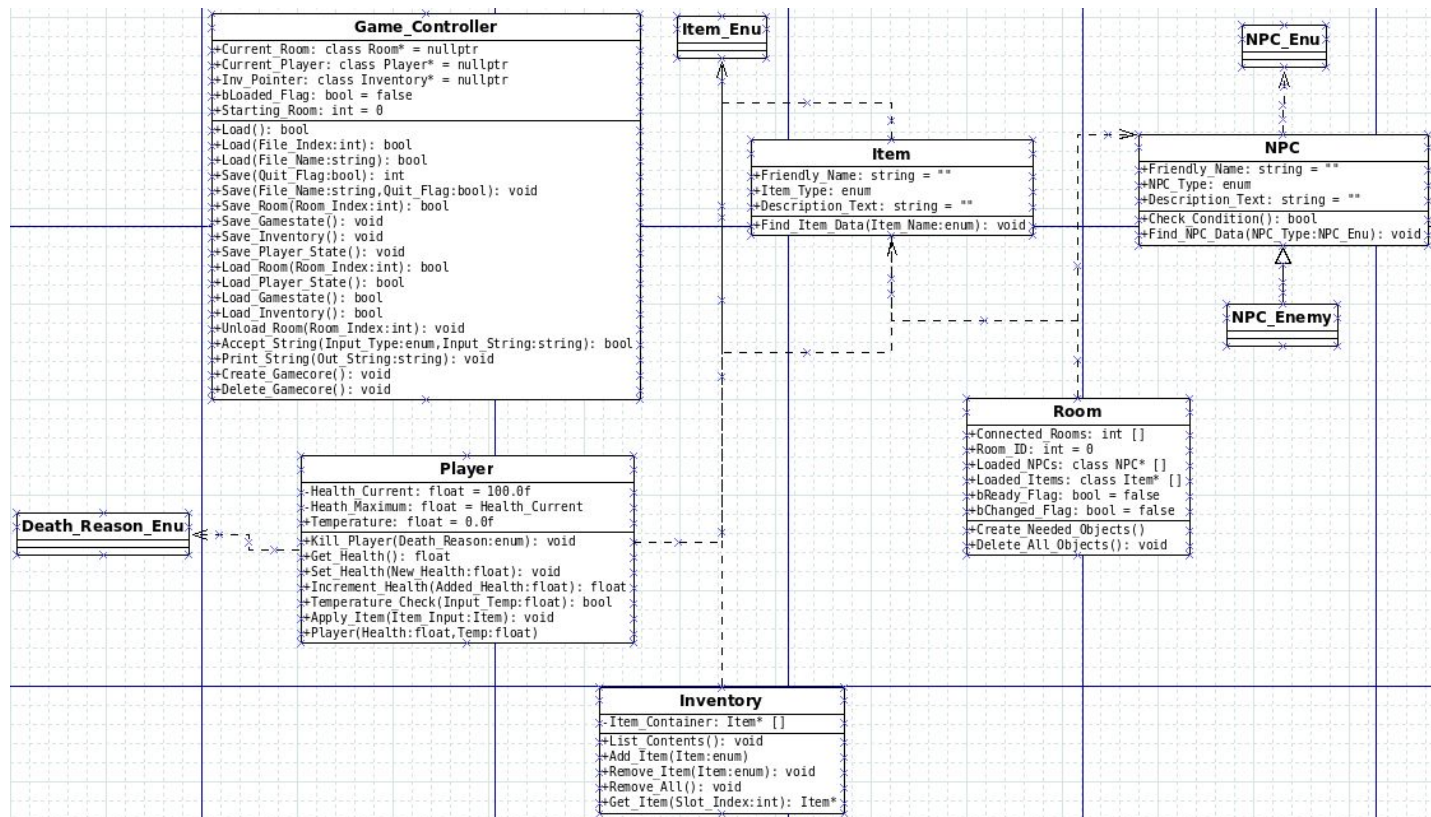 Game_Controller
+Current_Room: class Room* = nullptr
+Current_Player: class Player* = nullptr
+Inv_Pointer: class Inventory* = nullptr
+bLoaded_Flag: bool = false
+Starting_Room: int = 0
+Load(): bool
+Load(File_Index:int): bool
+Load(File_Name:string): bool
+Save(Quit_Flag:bool): int
+Save(File_Name:string,Quit_Flag:bool): void
+Save_Room(Room_Index:int): bool
+Save_Gamestate(): void
+Save_Inventory(): void
+Save_Player_State(): void
+Load_Room(Room_Index:int): bool
+Load_Player_State(): bool
+Load_Gamestate(): bool
+Load_Inventory(): bool
+Unload_Room(Room_Index:int): void
+Accept_String(Input_Type:enum,Input_String:string): bool
+Print_String(Out_String:string): void
+Create_Gamecore(): void
+Delete_Gamecore(): void
Item_Enu
NPC_Enu
Item
+Friendly_Name: string = ""
+Item_Type: enum
+Description_Text: string = ""
+Find_Item_Data(Item_Name:enum): void
NPC
+Friendly_Name: string = ""
+NPC_Type: enum
+Description_Text: string = ""
+Check_Condition(): bool
+Find_NPC_Data(NPC_Type:NPC_Enu): void
NPC_Enemy
Room
+Connected_Rooms: int []
+Room_ID: int = 0
+Loaded_NPCs: class NPC* []
+Loaded_Items: class Item* []
+bReady_Flag: bool = false
+bChanged_Flag: bool = false
+Create_Needed_Objects()
+Delete_All_Objects(): void
Player
-Health_Current: float = 100.0f
-Heath_Maximum: float = Health_Current
+Temperature: float = 0.0f
+Kill_Player(Death_Reason:enum): void
+Get_Health(): float
+Set_Health(New_Health:float): void
+Increment_Health(Added_Health:float): float
+Temperature_Check(Input_Temp:float): bool
+Apply_Item(Item_Input:Item): void
+Player(Health:float,Temp:float)
Death_Reason_Enu
Inventory
-Item_Container: Item* []
+List_Contents(): void
+Add_Item(Item:enum)
+Remove_Item(Item:enum): void
+Remove_All(): void
+Get_Item(Slot_Index:int): Item*